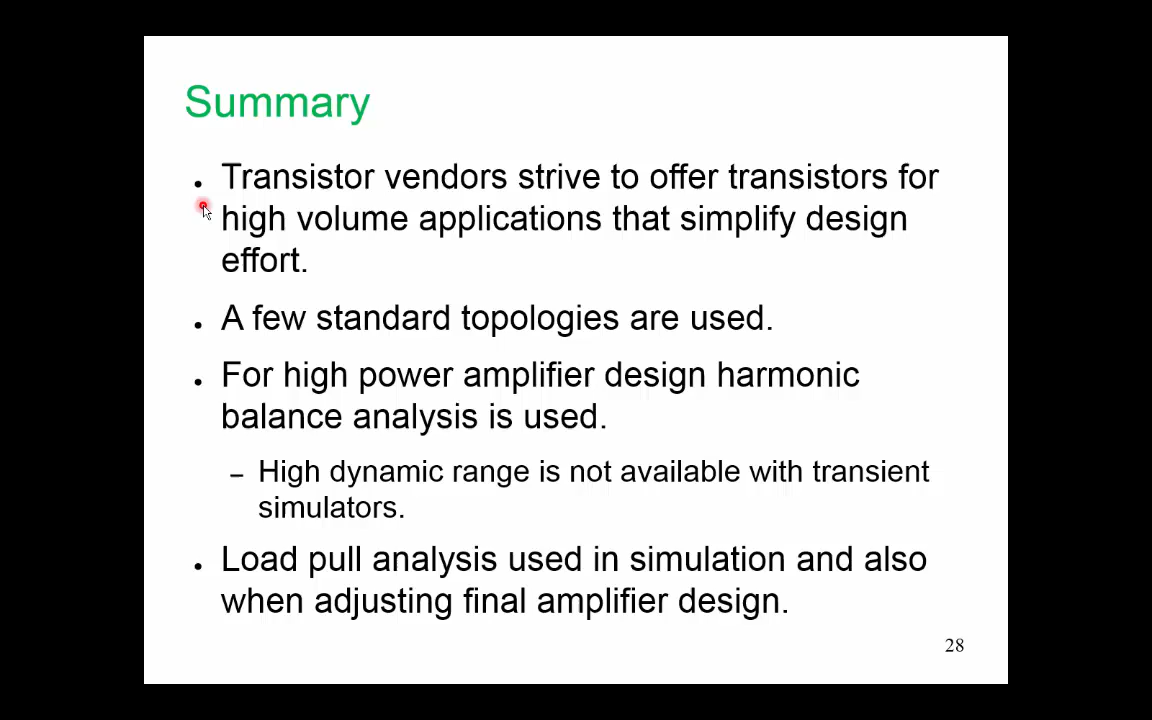 Summary
• Transistor vendors strive to offer transistors for
high volume applications that simplify design
effort.
• A few standard topologies are used.
• For high power amplifier design harmonic
balance analysis is used.
– High dynamic range is not available with transient
simulators.
• Load pull analysis used in simulation and also
when adjusting final amplifier design.
28